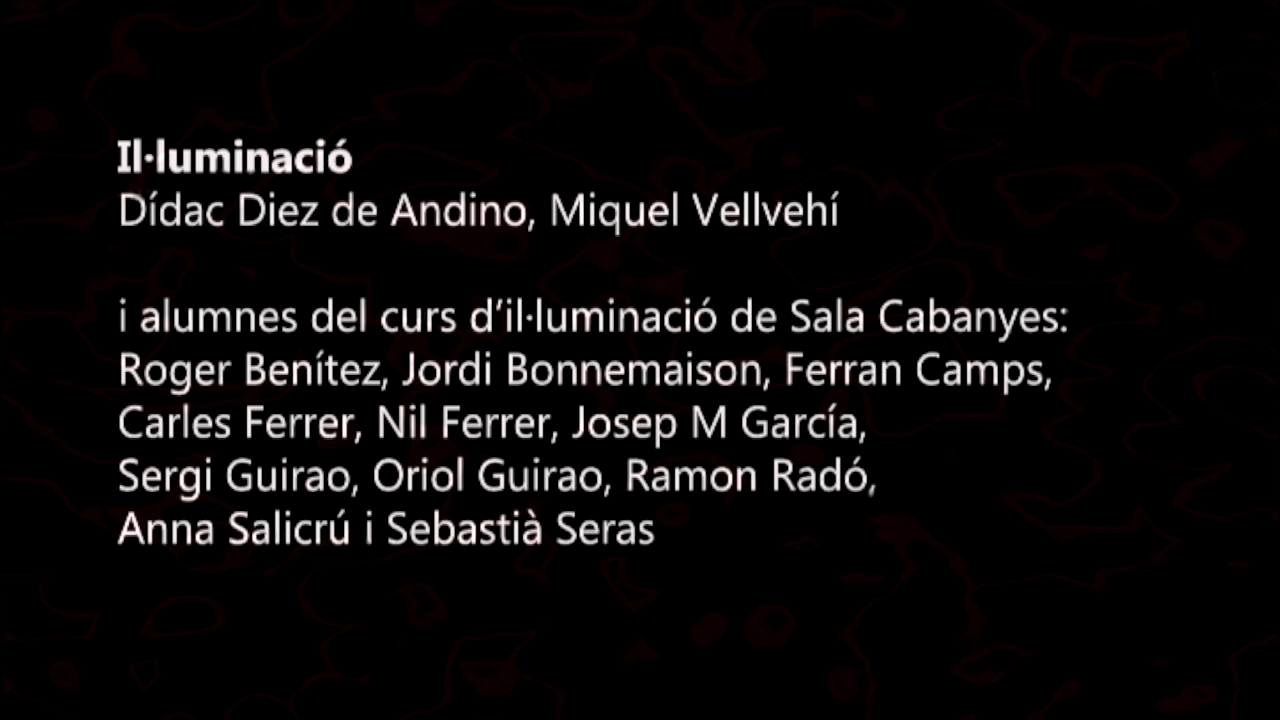 Il·luminació
Dídac Diez de Andino, Miquel Vellvehí
i alumnes del curs d’il·luminació de Sala Cabanyes:
Roger Benítez, Jordi Bonnemaison, Ferran Camps,
Carles Ferrer, Nil Ferrer, Josep M García,
Sergi Guirao, Oriol Guirao, Ramon Radó,
Anna Salicrú i Sebastià Seras